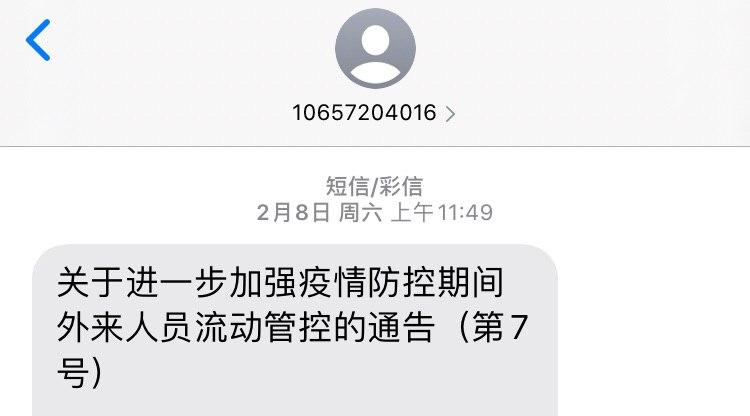 10657204016
短信/彩信
2月8日 周六 上午11:49
关于进一步加强疫情防控期间
外来人员流动管控的通告（第7
号）